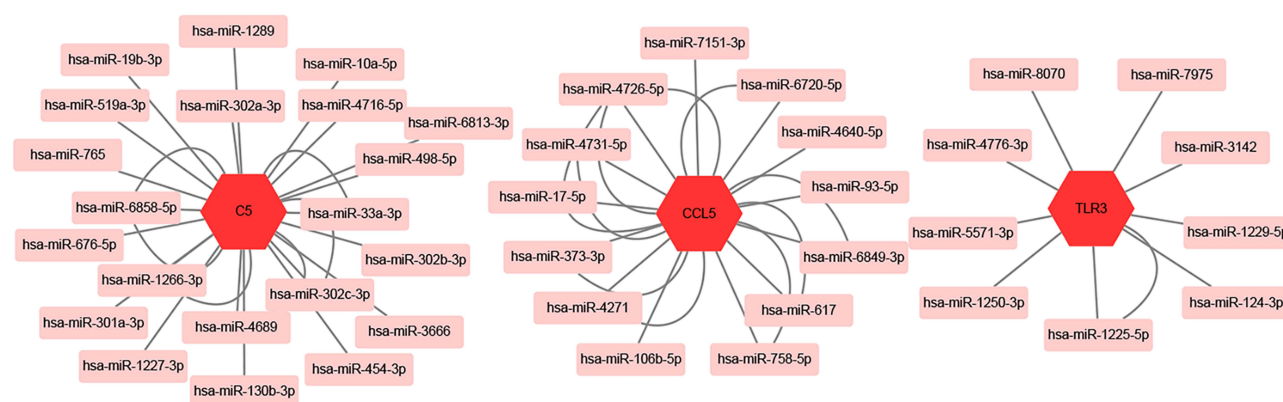 hsa-miR-1289
hsa-miR-19b-3p
hsa-miR-10a-5p
hsa-miR-519a-3p
hsa-miR-302a-3p
hsa-miR-4716-5p
hsa-miR-6813-3p
hsa-miR-765
hsa-miR-498-5p
hsa-miR-6858-5p
C5
hsa-miR-33a-3p
hsa-miR-676-5p
hsa-miR-302b-3p
hsa-miR-1266-3p
hsa-miR-302c-3p
hsa-miR-301a-3p
hsa-miR-4689
hsa-miR-3666
hsa-miR-1227-3p
hsa-miR-454-3p
hsa-miR-130b-3p
hsa-miR-7151-3p
hsa-miR-4726-5p
hsa-miR-6720-5p
hsa-miR-4731-5p
hsa-miR-4640-5p
hsa-miR-17-5p
hsa-miR-93-5p
CCL5
hsa-miR-373-3p
hsa-miR-6849-3p
hsa-miR-4271
hsa-miR-617
hsa-miR-106b-5p
hsa-miR-758-5p
hsa-miR-8070
hsa-miR-7975
hsa-miR-4776-3p
hsa-miR-3142
TLR3
hsa-miR-5571-3p
hsa-miR-1229-5p
hsa-miR-1250-3p
hsa-miR-124-3p
hsa-miR-1225-5p